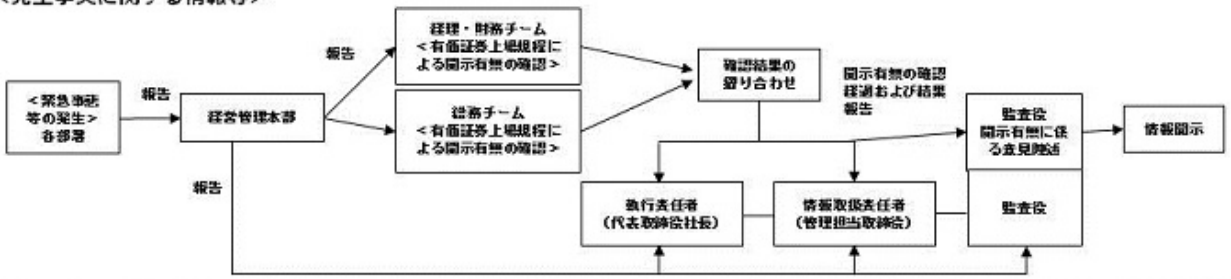 <発生事実に関する情報等>
<緊急事態
等の発生>
各部署
報告
経営管理本部
報告
経理・財務チーム
<有価証券上場規程に
よる開示有無の確認>
総務チーム
<有価証券上場規程に
よる開示有無の確認>
確認結果の
摺り合わせ
開示有無の確認
経過および結果
報告
監査役
開示有無に係
る意見陳述
情報開示
報告
執行責任者
(代表取締役社長)
情報取扱責任者
(管理担当取締役)
監査役